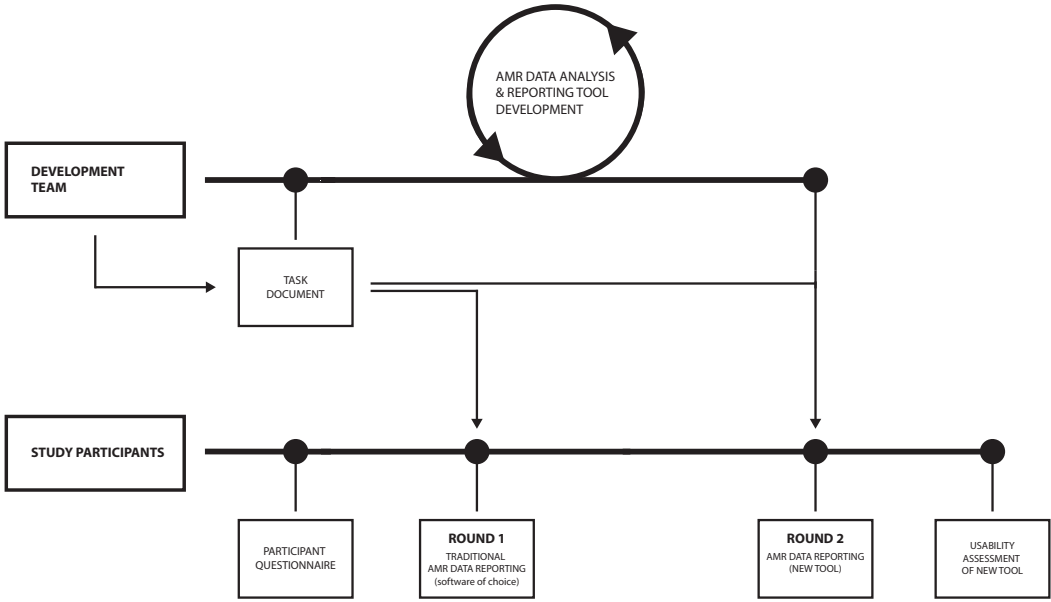 AMR DATA ANALYSIS
& REPORTING TOOL
DEVELOPMENT
DEVELOPMENT
TEAM
TASK
DOCUMENT
STUDY PARTICIPANTS
PARTICIPANT
QUESTIONNAIRE
ROUND 1
TRADITIONAL
AMR DATA REPORTING
(software of choice)
ROUND 2
AMR DATA REPORTING
(NEW TOOL)
USABILITY
ASSESSMENT
OF NEW TOOL